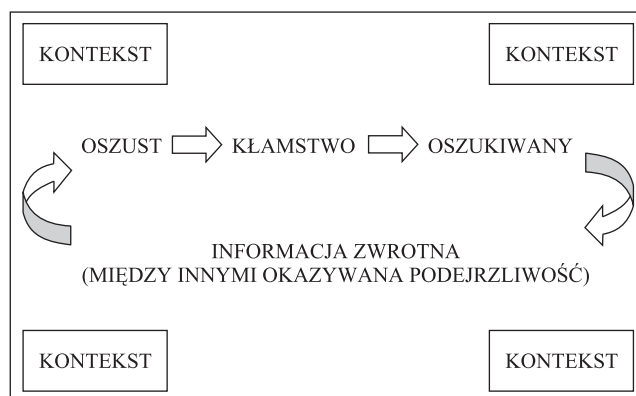 KONTEKST KONTEKST
OSZUST KŁAMSTWO OSZUKIWANY
INFORMACJA ZWROTNA
(MIĘDZY INNYMI OKAZYWANA PODEJRZLIWOŚĆ)
KONTEKST KONTEKST